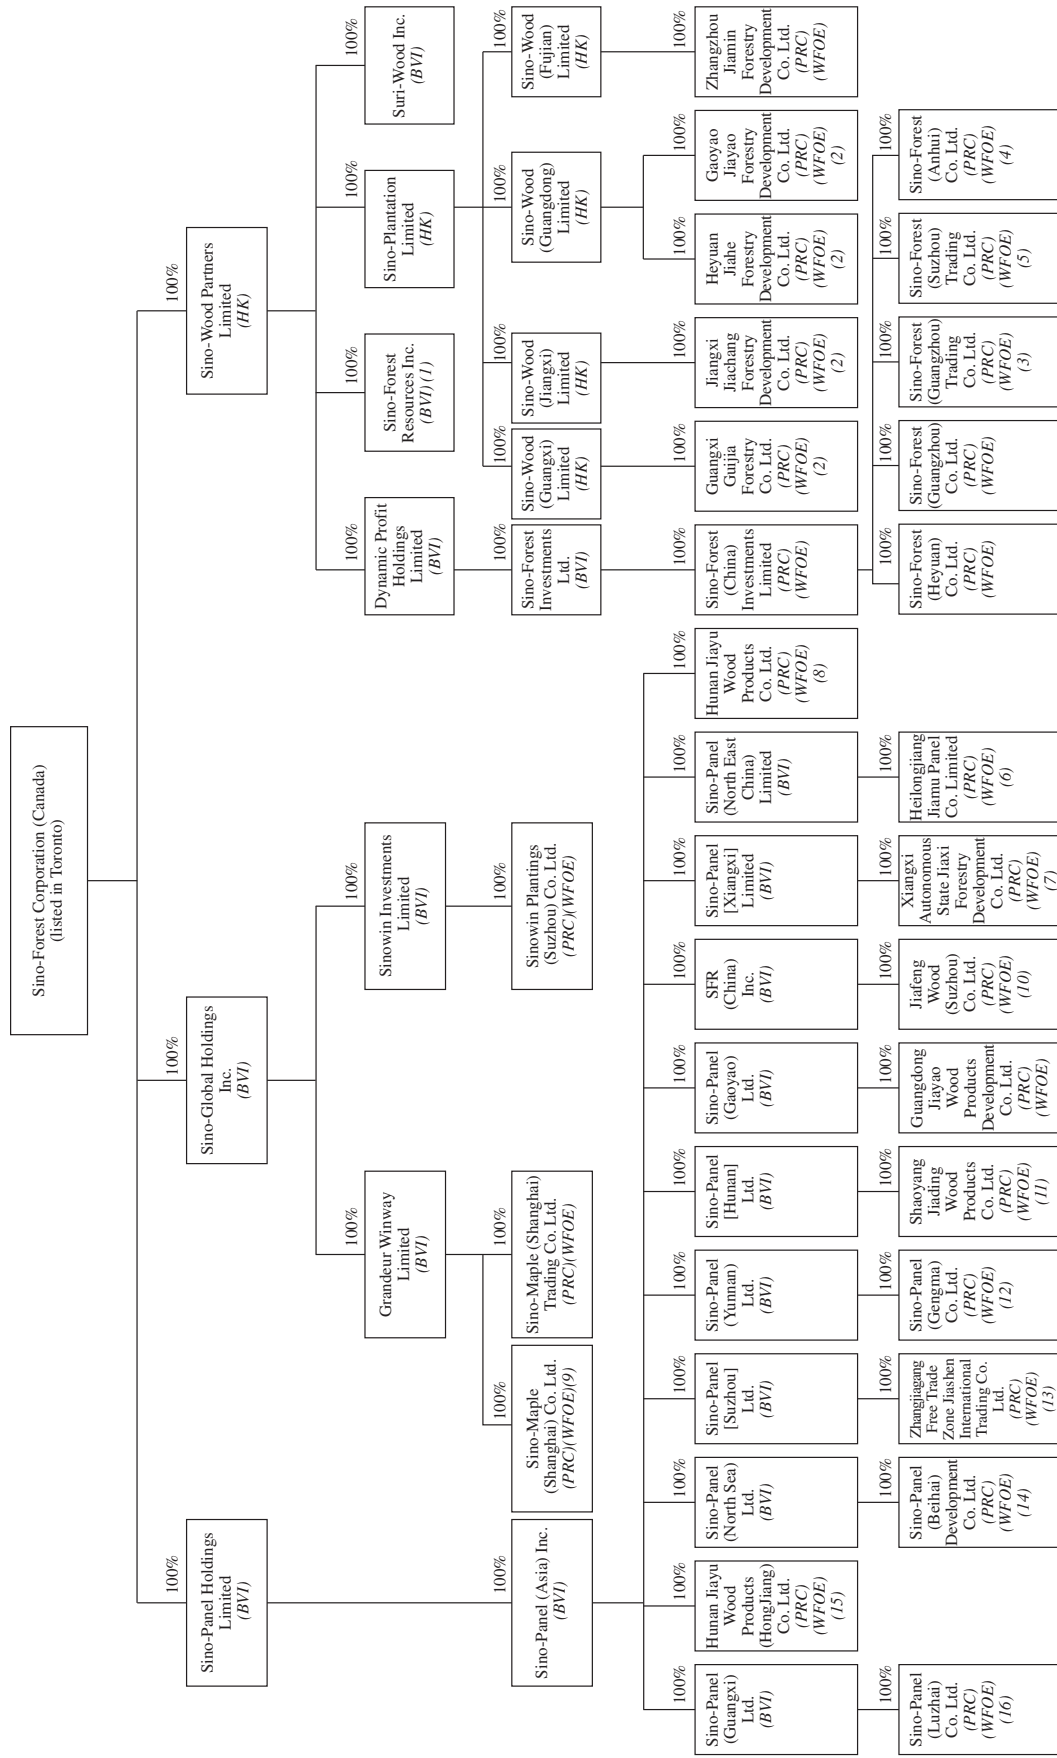 Sino-Forest Corporation (Canada)
(listed in Toronto)
100%
Sino-Panel Holdings
Limited
(BVI)
100%
Sino-Global Holdings
Inc.
(BVI)
100%
Sino-Wood Partners
Limited
(HK)
100%
Grandeur Winway
Limited
(BVI)
100%
Sinowin Investments
Limited
(BVI)
100%
Dynamic Profit
Holdings
Limited
(BVI)
100%
Sino-Forest
Resources Inc.
(BVI) (1)
100%
Sino-Plantation
Limited
(HK)
100%
Suri-Wood Inc.
(BVI)
100%
Sino-Panel (Asia) Inc.
(BVI)
100%
Sino-Maple
(Shanghai) Co. Ltd.
(PRC)(WFOE)(9)
100%
Sino-Maple (Shanghai)
Trading Co. Ltd.
(PRC)(WFOE)
100%
Sinowin Plantings
(Suzhou) Co. Ltd.
(PRC)(WFOE)
100%
Sino-Forest
Investments
Ltd.
(BVI)
100%
Sino-Wood
(Guangxi)
Limited
(HK)
100%
Sino-Wood
(Jiangxi)
Limited
(HK)
100%
Sino-Wood
(Guangdong)
Limited
(HK)
100%
Sino-Wood
(Fujian)
Limited
(HK)
100%
Sino-Panel
(Guangxi)
Ltd.
(BVI)
100%
Hunan Jiayu
Wood
Products
(HongJiang)
Co. Ltd.
(PRC)
(WFOE)
(15)
100%
Sino-Panel
(North Sea)
Ltd.
(BVI)
100%
Sino-Panel
[Suzhou]
Ltd.
(BVI)
100%
Sino-Panel
(Yunnan)
Ltd.
(BVI)
100%
Sino-Panel
[Hunan]
Ltd.
(BVI)
100%
Sino-Panel
(Gaoyao)
Ltd.
(BVI)
100%
SFR
(China)
Inc.
(BVI)
100%
Sino-Panel
[Xiangxi]
Limited
(BVI)
100%
Sino-Panel
(North East
China)
Limited
(BVI)
100%
Hunan Jiayu
Wood
Products
Co. Ltd.
(PRC)
(WFOE)
(8)
100%
Sino-Forest
(China)
Investments
Limited
(PRC)
(WFOE)
100%
Guangxi
Guijia
Forestry
Co. Ltd.
(PRC)
(WFOE)
(2)
100%
Jiangxi
Jiachang
Forestry
Development
Co. Ltd.
(PRC)
(WFOE)
(2)
100%
Heyuan
Jiahe
Forestry
Development
Co. Ltd.
(PRC)
(WFOE)
(2)
100%
Gaoyao
Jiayao
Forestry
Development
Co. Ltd.
(PRC)
(WFOE)
(2)
100%
Zhangzhou
Jiamin
Forestry
Development
Co. Ltd.
(PRC)
(WFOE)
100%
Sino-Panel
(Luzhai)
Co. Ltd.
(PRC)
(WFOE)
(16)
100%
Sino-Panel
(Beihai)
Development
Co. Ltd.
(PRC)
(WFOE)
(14)
100%
Zhangjiagang
Free Trade
Zone Jiashen
International
Trading Co.
Ltd.
(PRC)
(WFOE)
(13)
100%
Sino-Panel
(Gengma)
Co. Ltd.
(PRC)
(WFOE)
(12)
100%
Shaoyang
Jiading
Wood
Products
Co. Ltd.
(PRC)
(WFOE)
(11)
100%
Guangdong
Jiayao
Wood
Products
Development
Co. Ltd.
(PRC)
(WFOE)
100%
Jiafeng
Wood
(Suzhou)
Co. Ltd.
(PRC)
(WFOE)
(10)
100%
Xiangxi
Autonomous
State Jiaxi
Forestry
Development
Co. Ltd.
(PRC)
(WFOE)
(7)
100%
Heilongjiang
Jiamu Panel
Co. Limited
(PRC)
(WFOE)
(6)
100%
Sino-Forest
(Heyuan)
Co. Ltd.
(PRC)
(WFOE)
100%
Sino-Forest
(Guangzhou)
Co. Ltd.
(PRC)
(WFOE)
100%
Sino-Forest
(Guangzhou)
Trading
Co. Ltd.
(PRC)
(WFOE)
(3)
100%
Sino-Forest
(Suzhou)
Trading
Co. Ltd.
(PRC)
(WFOE)
(5)
100%
Sino-Forest
(Anhui)
Co. Ltd.
(PRC)
(WFOE)
(4)